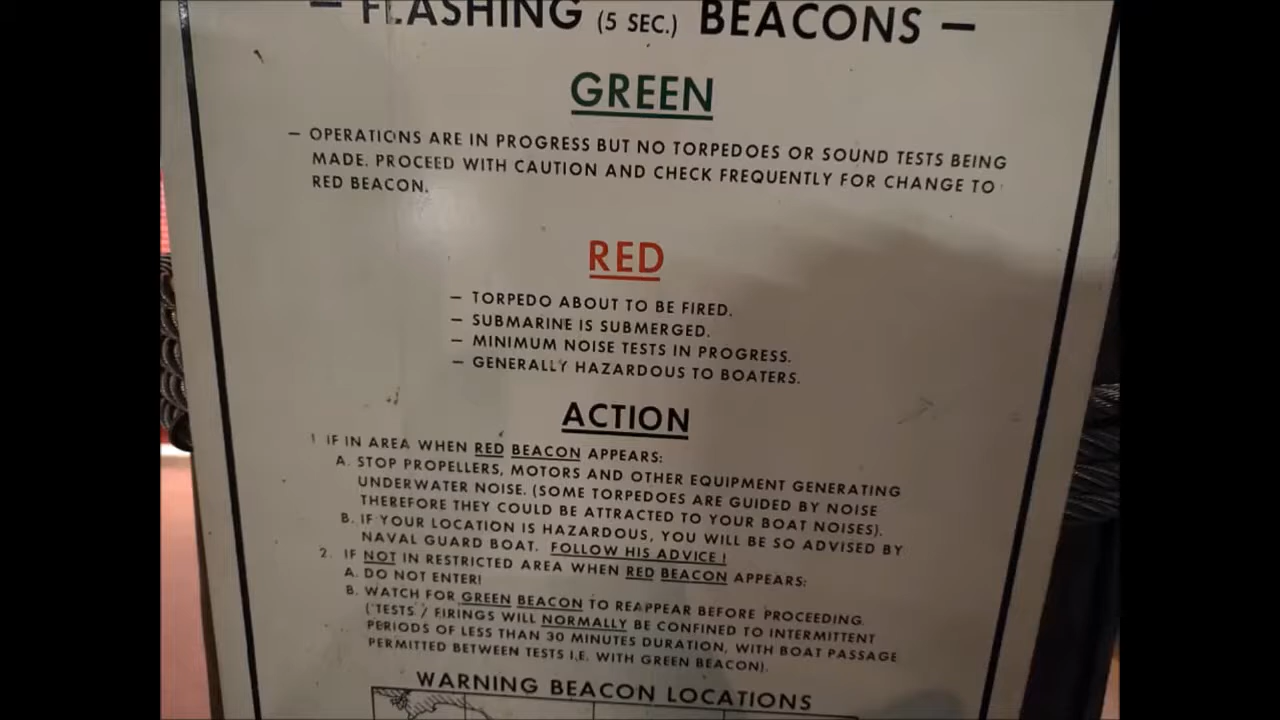 — FLASHING (5 SEC.) BEACONS —
GREEN
— OPERATIONS ARE IN PROGRESS BUT NO TORPEDOES OR SOUND TESTS BEING
MADE. PROCEED WITH CAUTION AND CHECK FREQUENTLY FOR CHANGE TO
RED BEACON.
RED
— TORPEDO ABOUT TO BE FIRED.
— SUBMARINE IS SUBMERGED.
— MINIMUM NOISE TESTS IN PROGRESS.
— GENERALLY HAZARDOUS TO BOATERS.
ACTION
1 IF IN AREA WHEN RED BEACON APPEARS:
A. STOP PROPELLERS, MOTORS AND OTHER EQUIPMENT GENERATING
UNDERWATER NOISE. (SOME TORPEDOES ARE GUIDED BY NOISE
THEREFORE THEY COULD BE ATTRACTED TO YOUR BOAT NOISES).
B. IF YOUR LOCATION IS HAZARDOUS, YOU WILL BE SO ADVISED BY
NAVAL GUARD BOAT. FOLLOW HIS ADVICE!
2. IF NOT IN RESTRICTED AREA WHEN RED BEACON APPEARS:
A. DO NOT ENTER!
B. WATCH FOR GREEN BEACON TO REAPPEAR BEFORE PROCEEDING.
(TESTS / FIRINGS WILL NORMALLY BE CONFINED TO INTERMITTENT
PERIODS OF LESS THAN 30 MINUTES DURATION, WITH BOAT PASSAGE
PERMITTED BETWEEN TESTS I.E. WITH GREEN BEACON).
WARNING BEACON LOCATIONS